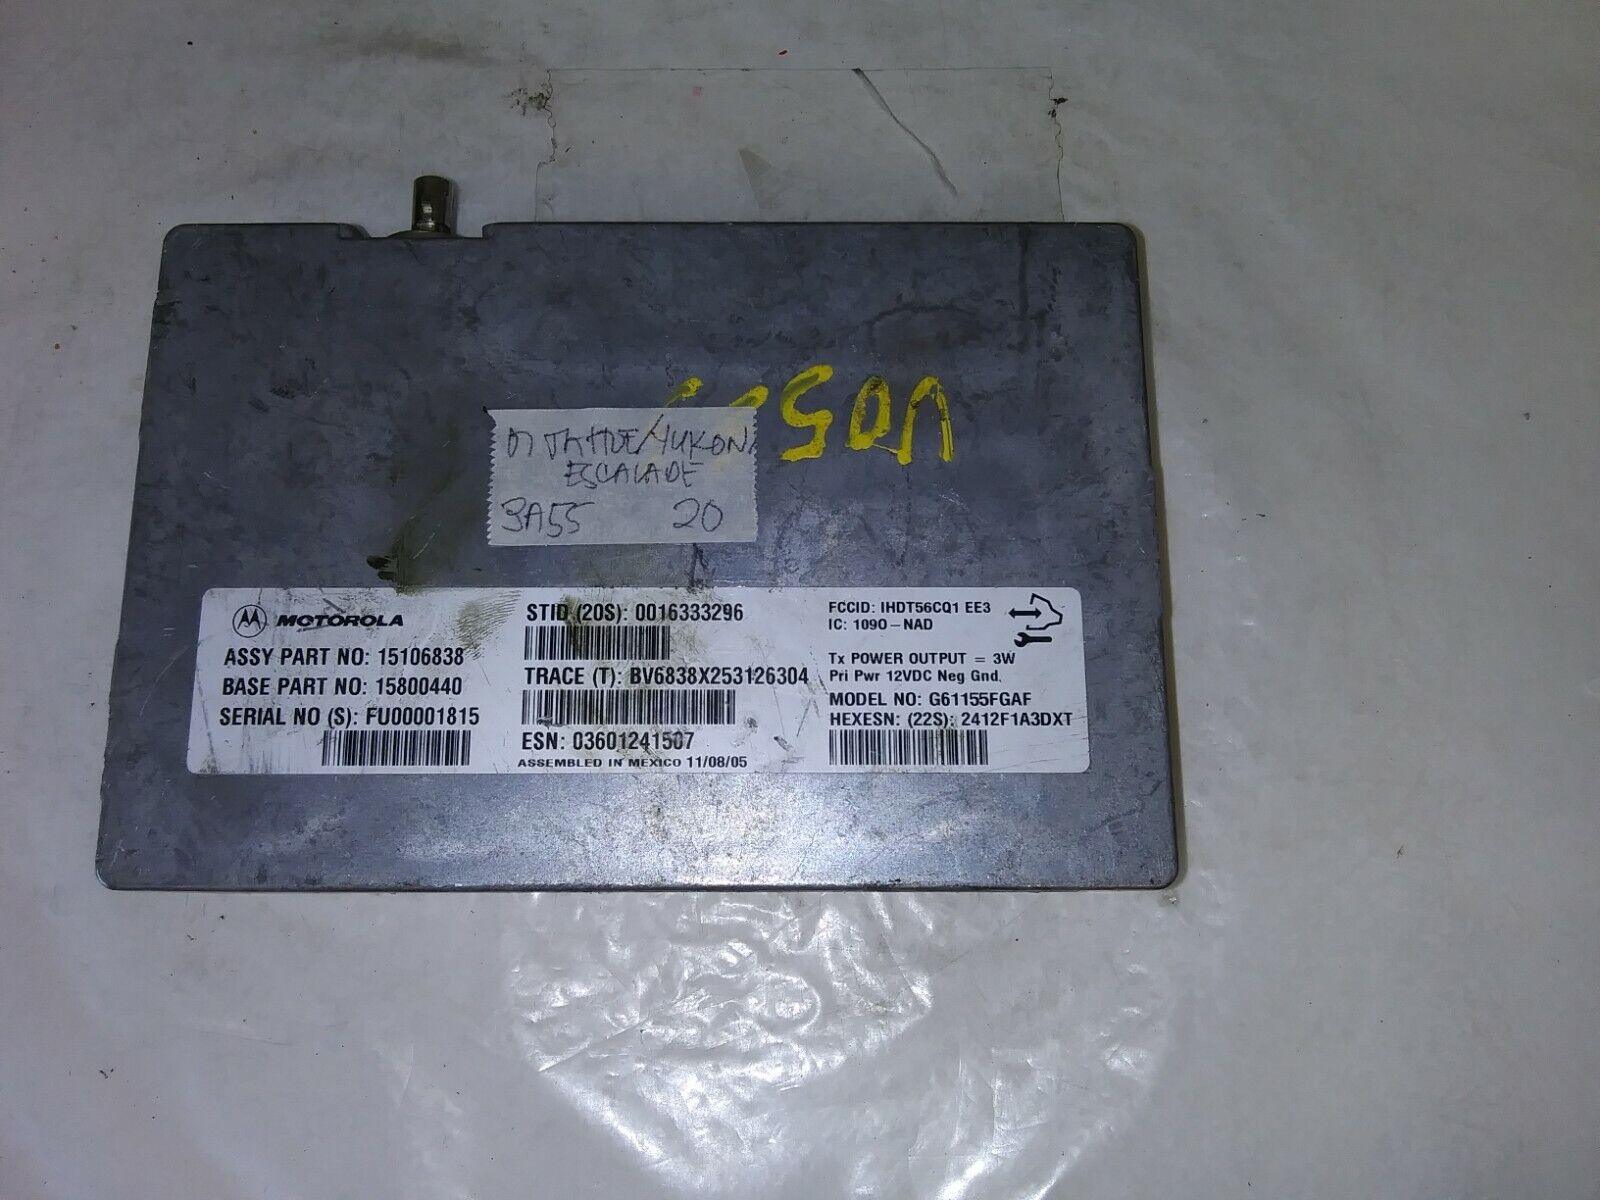 07 TAHOE/YUKON/
ESCALADE
3A55 20
MOTOROLA
ASSY PART NO: 15106838
BASE PART NO: 15800440
SERIAL NO (S): FU00001815
STID (20S): 0016333296
TRACE (T): BV6838X253126304
ESN: 03601241507
ASSEMBLED IN MEXICO 11/08/05
FCCID: IHDT56CQ1 EE3
IC: 109O-NAD
Tx POWER OUTPUT = 3W
Pri Pwr 12VDC Neg Gnd.
MODEL NO: G61155FGAF
HEXESN: (22S): 2412F1A3DXT